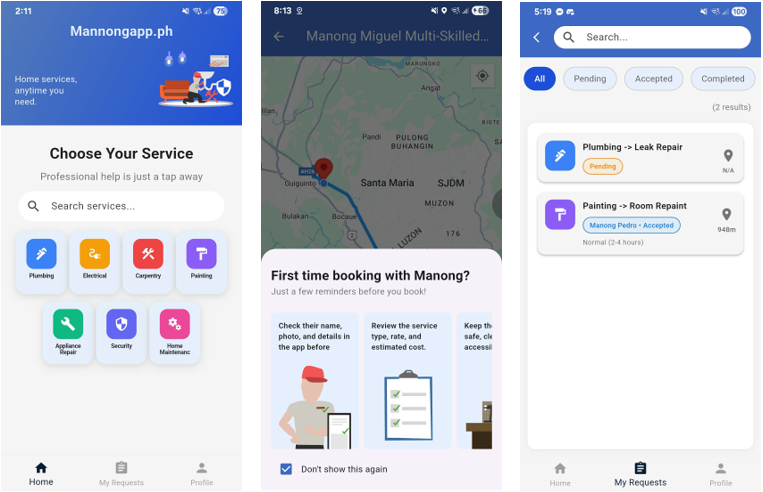 2:11
75
Mannongapp.ph
Home services,
anytime you
need.
Choose Your Service
Professional help is just a tap away
Search services...
Plumbing
Electrical
Carpentry
Painting
Appliance
Repair
Security
Home
Maintenanc
Home
My Requests
Profile
8:13
66
Manong Miguel Multi-Skilled...
MARUNGKO
Angat
Pandi
PULONG
BUHANGIN
AH26
Guiguinto
Santa Maria
SJDM
MUZON
Bulakan
Bocaue
2
176
LUZON
First time booking with Manong?
Just a few reminders before you book!
Check their name,
photo, and details in
the app before
Review the service
type, rate, and
estimated cost.
Keep th
safe, cle
accessil
Don't show this again
5:19
100
Search...
All
Pending
Accepted
Completed
(2 results)
Plumbing -> Leak Repair
Pending
N/A
Painting -> Room Repaint
Manong Pedro • Accepted
948m
Normal (2-4 hours)
Home
My Requests
Profile